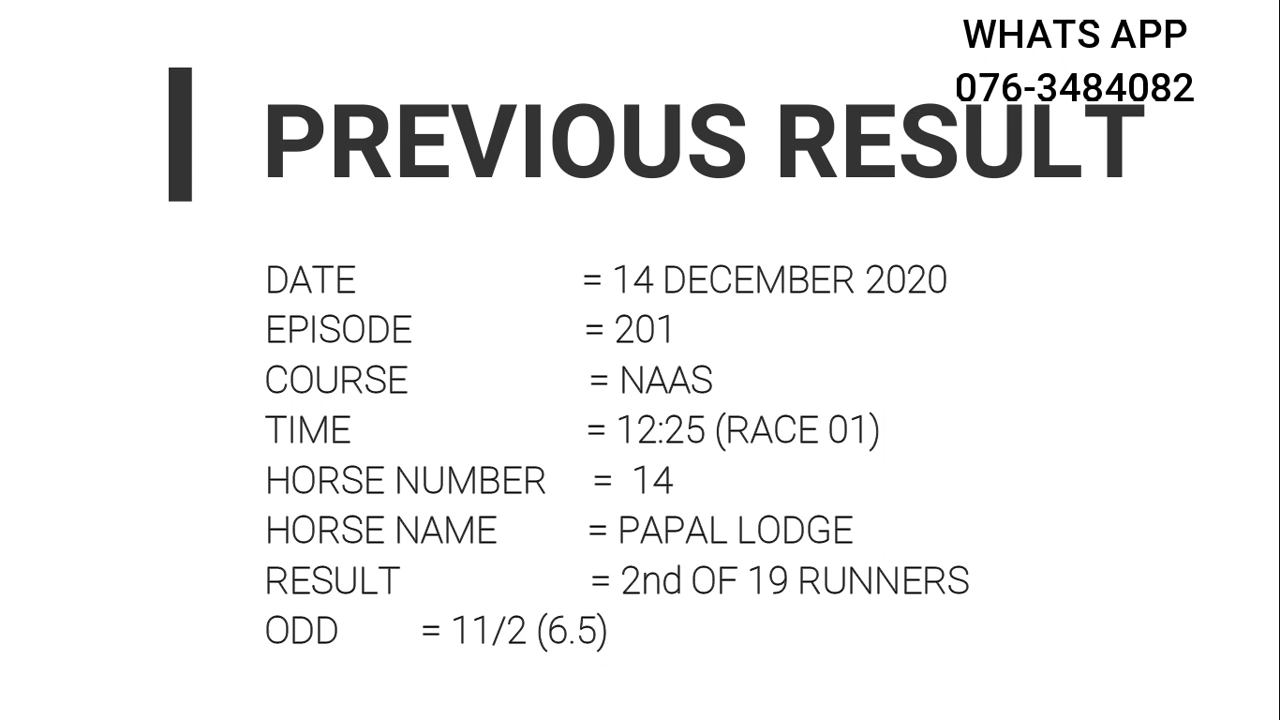 WHATS APP
076-3484082
PREVIOUS RESULT
DATE = 14 DECEMBER 2020
EPISODE = 201
COURSE = NAAS
TIME = 12:25 (RACE 01)
HORSE NUMBER = 14
HORSE NAME = PAPAL LODGE
RESULT = 2nd OF 19 RUNNERS
ODD = 11/2 (6.5)